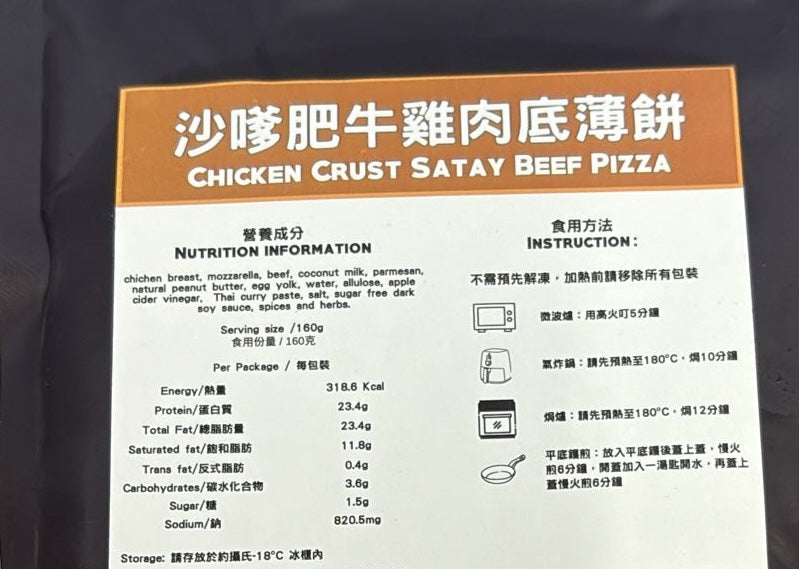 沙嗲肥牛雞肉底薄餅
CHICKEN CRUST SATAY BEEF PIZZA
營養成分
NUTRITION INFORMATION
chichen breast, mozzarella, beef, coconut milk, parmesan,
natural peanut butter, egg yolk, water, allulose, apple
cider vinegar, Thai curry paste, salt, sugar free dark
soy sauce, spices and herbs.
Serving size /160g
食用份量 / 160克
Per Package / 每包裝
Energy/熱量 318.6 Kcal
Protein/蛋白質 23.4g
Total Fat/總脂肪量 23.4g
Saturated fat/飽和脂肪 11.8g
Trans fat/反式脂肪 0.4g
Carbohydrates/碳水化合物 3.6g
Sugar/糖 1.5g
Sodium/鈉 820.5mg
Storage: 請存放於約攝氏-18°C 冰櫃內
食用方法
INSTRUCTION:
不需預先解凍，加熱前請移除所有包裝
微波爐：用高火叮5分鐘
氣炸鍋：請先預熱至180°C，焗10分鐘
焗爐：請先預熱至180°C，焗12分鐘
平底鑊煎：放入平底鑊後蓋上蓋，慢火
煎6分鐘，開蓋加入一湯匙開水，再蓋上
蓋慢火煎6分鐘